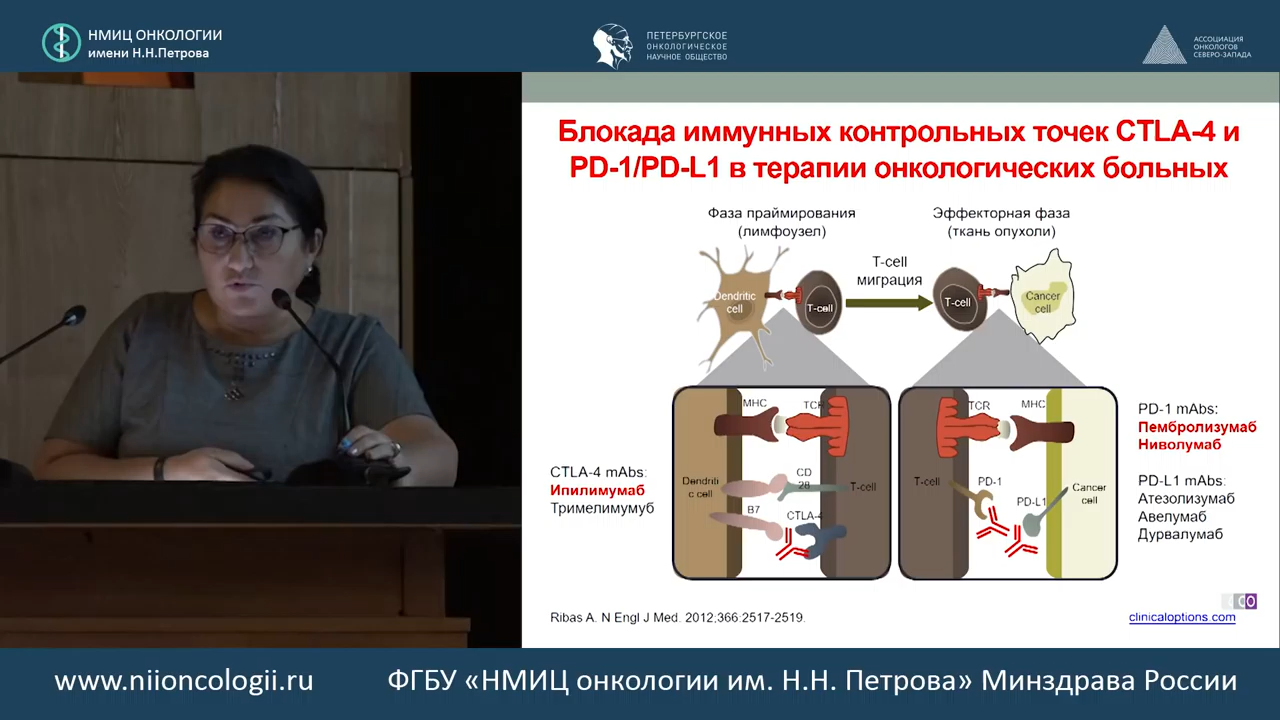 НМИЦ ОНКОЛОГИИ
имени Н.Н.Петрова
ПЕТЕРБУРГСКОЕ
ОНКОЛОГИЧЕСКОЕ
НАУЧНОЕ ОБЩЕСТВО
АССОЦИАЦИЯ
ОНКОЛОГОВ
СЕВЕРО-ЗАПАДА
Блокада иммунных контрольных точек CTLA-4 и
PD-1/PD-L1 в терапии онкологических больных
Фаза праймирования
(лимфоузел)
Эффекторная фаза
(ткань опухоли)
T-cell
миграция
Dendritic
cell
T-cell
T-cell
Cancer
cell
MHC
TCR
CD
28
Dendriti
c cell
T-cell
B7
CTLA-4
TCR
MHC
T-cell
PD-1
PD-L1
Cancer
cell
CTLA-4 mAbs:
Ипилимумаб
Тримелимумуб
PD-1 mAbs:
Пембролизумаб
Ниволумаб
PD-L1 mAbs:
Атезолизумаб
Авелумаб
Дурвалумаб
Ribas A. N Engl J Med. 2012;366:2517-2519.
CCO
clinicaloptions.com
www.niioncologii.ru
ФГБУ «НМИЦ онкологии им. Н.Н. Петрова» Минздрава России